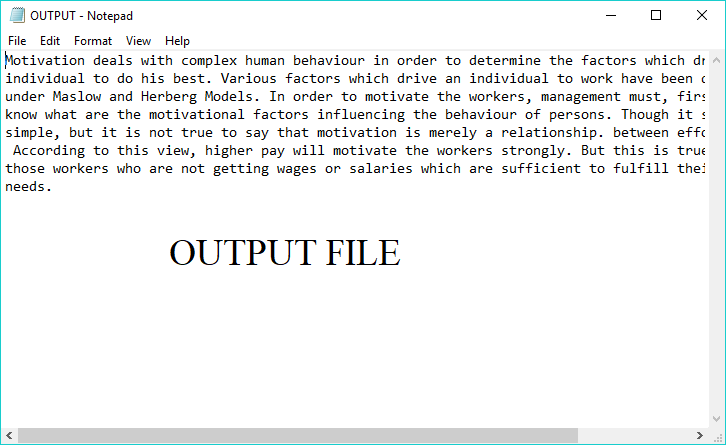 OUTPUT - Notepad
File Edit Format View Help
Motivation deals with complex human behaviour in order to determine the factors which
individual to do his best. Various factors which drive an individual to work have been
under Maslow and Herberg Models. In order to motivate the workers, management must,
know what are the motivational factors influencing the behaviour of persons. Though it
simple, but it is not true to say that motivation is merely a relationship. between
According to this view, higher pay will motivate the workers strongly. But this is
those workers who are not getting wages or salaries which are sufficient to fulfill
needs.
OUTPUT FILE